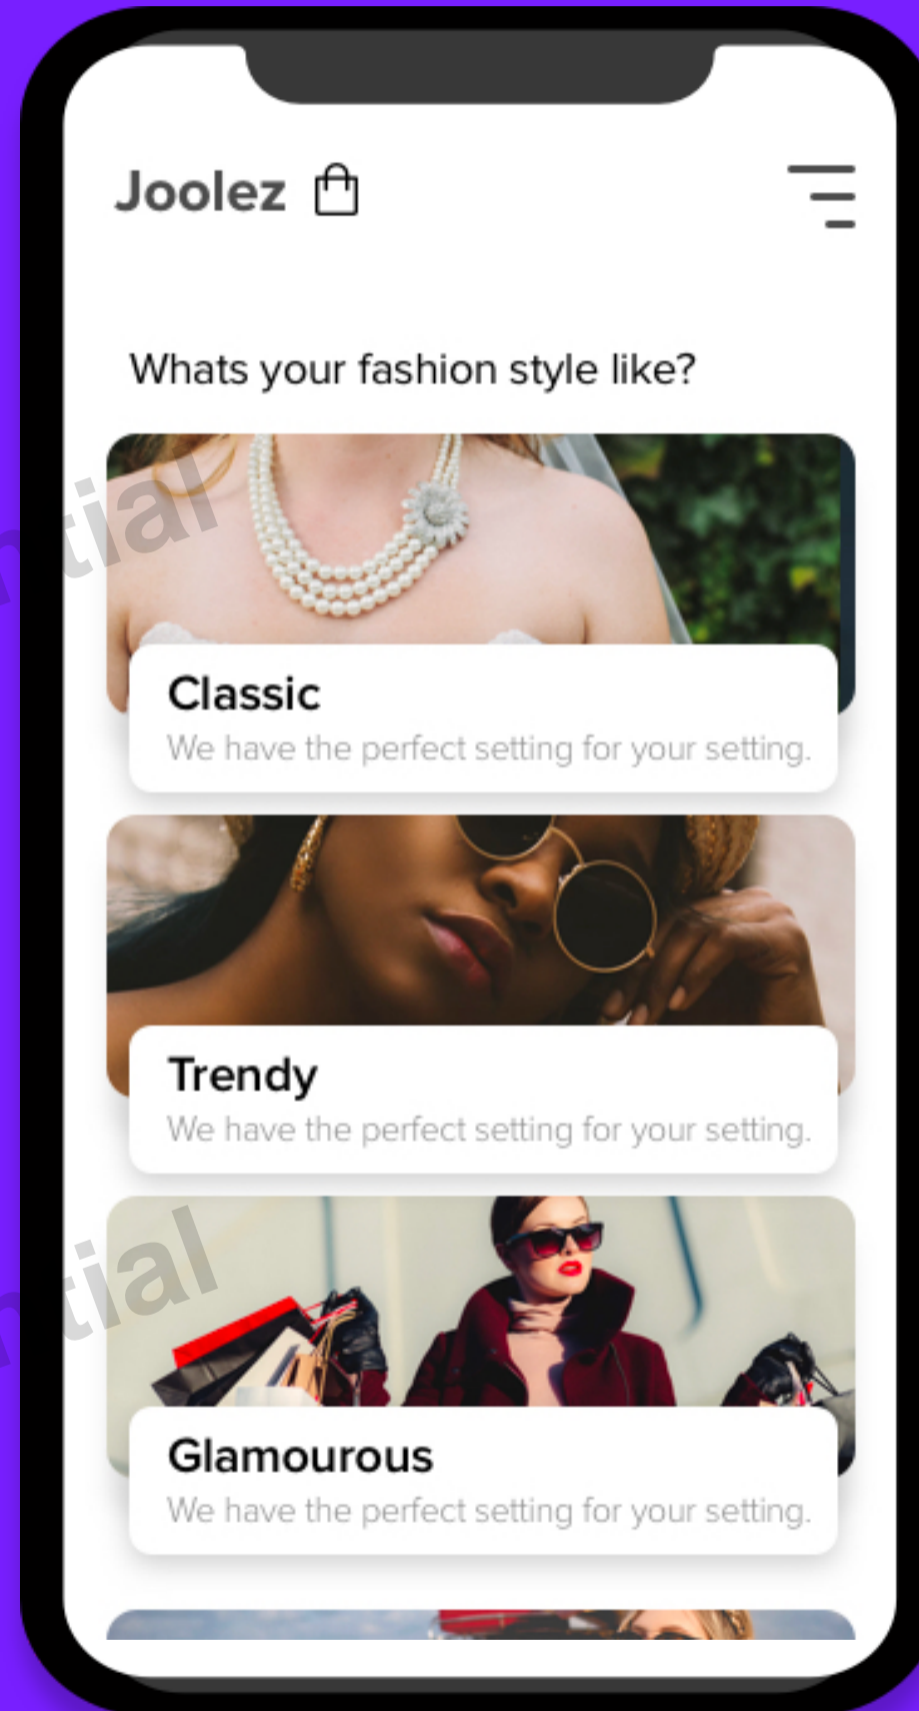 Joolez
Whats your fashion style like?
Classic
We have the perfect setting for your setting.
Trendy
We have the perfect setting for your setting.
Glamourous
We have the perfect setting for your setting.